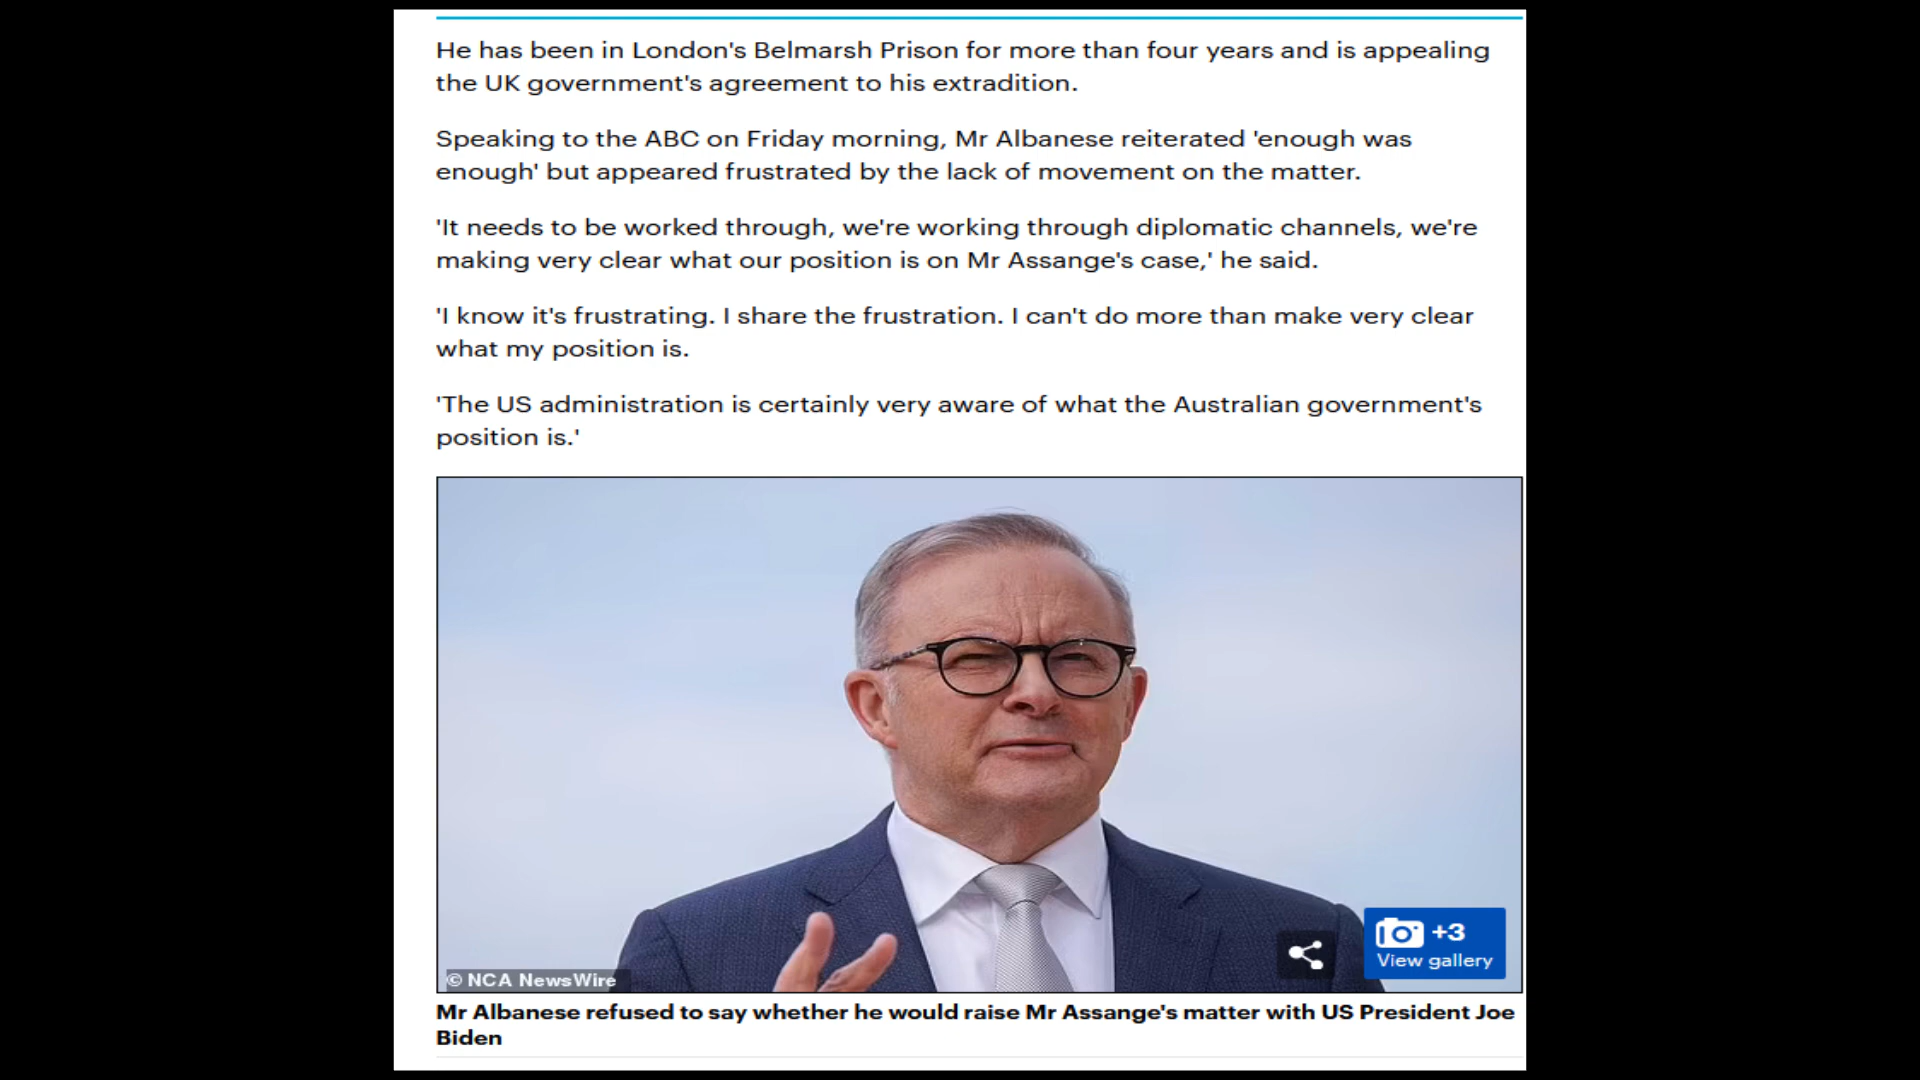 He has been in London's Belmarsh Prison for more than four years and is appealing
the UK government's agreement to his extradition.
Speaking to the ABC on Friday morning, Mr Albanese reiterated 'enough was
enough' but appeared frustrated by the lack of movement on the matter.
'It needs to be worked through, we're working through diplomatic channels, we're
making very clear what our position is on Mr Assange's case,' he said.
'I know it's frustrating. I share the frustration. I can't do more than make very clear
what my position is.
'The US administration is certainly very aware of what the Australian government's
position is.'
+3
View gallery
© NCA NewsWire
Mr Albanese refused to say whether he would raise Mr Assange's matter with US President Joe
Biden